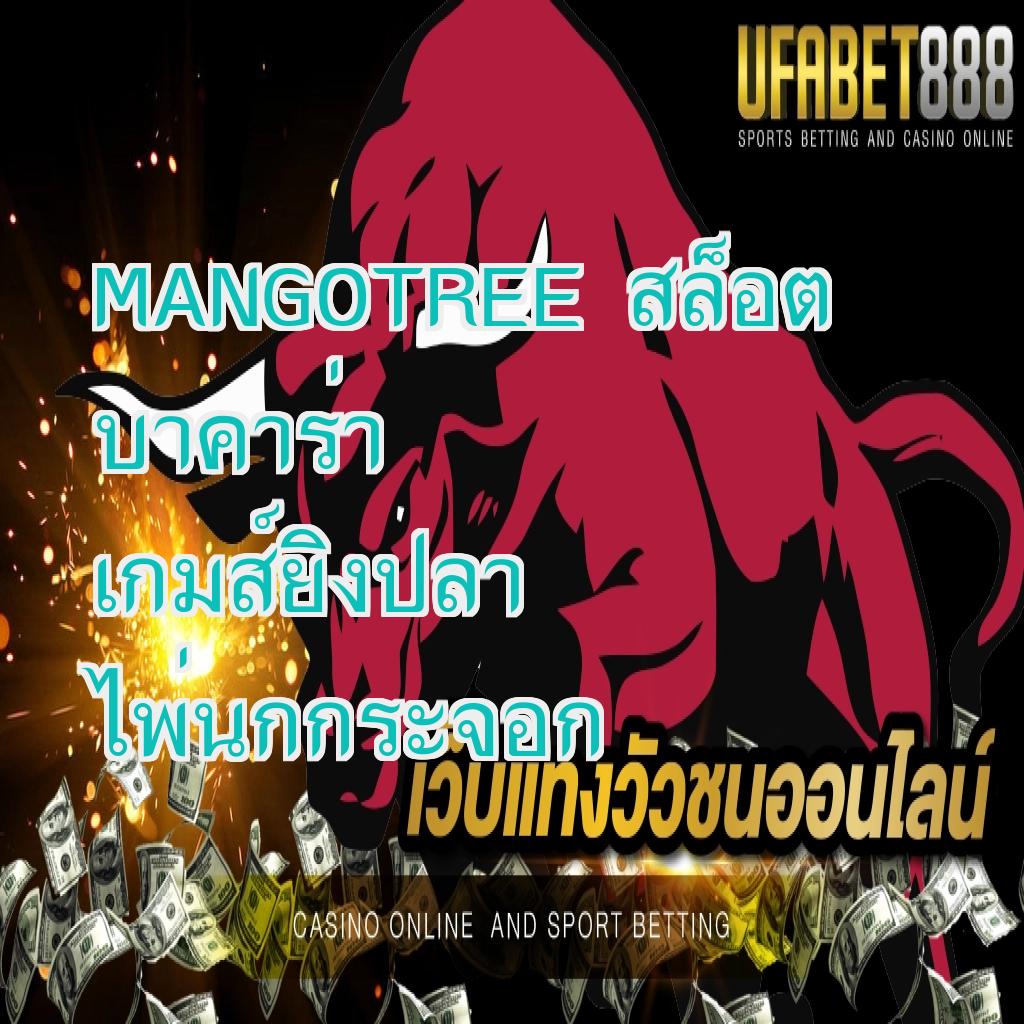 UFABET888
SPORTS BETTING AND CASINO ONLINE
MANGOTREE สล็อต
บาคาร่า
เกมส์ยิงปลา
ไพ่นกกระจอก
เว็บแทงวัวชนออนไลน์
CASINO ONLINE AND SPORT BETTING